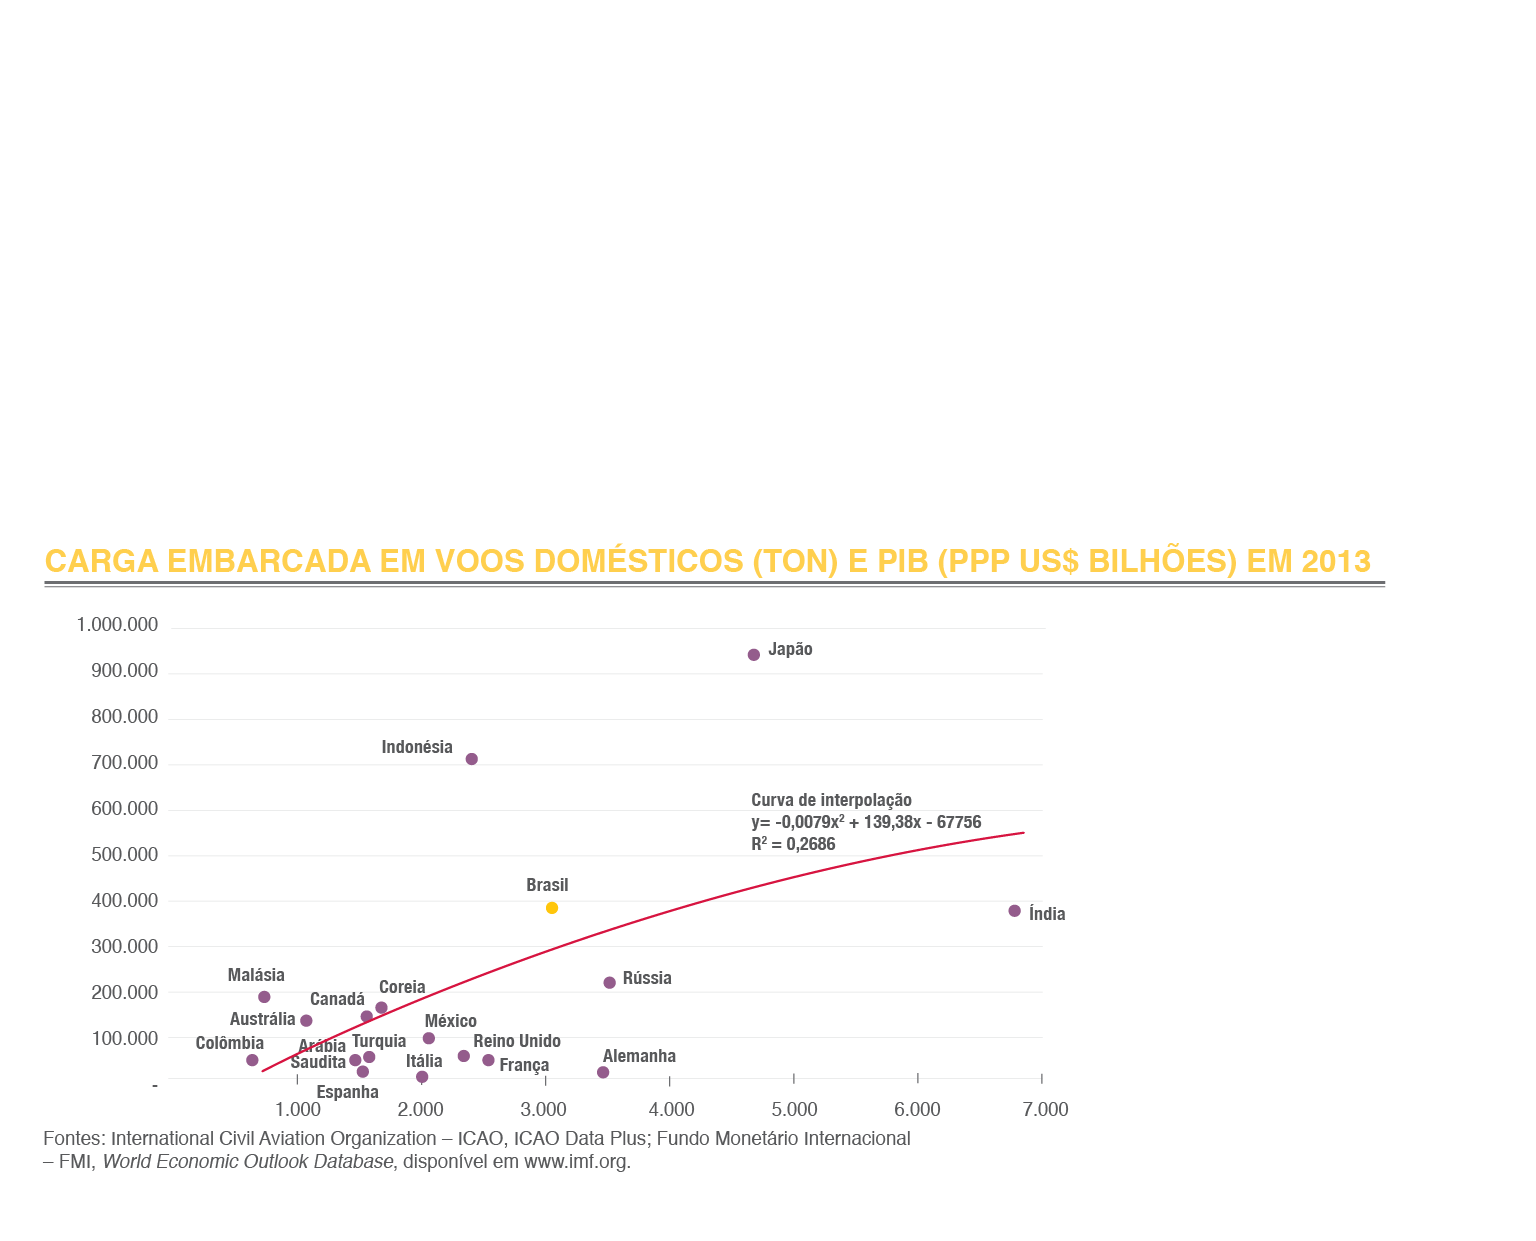 CARGA EMBARCADA EM VOOS DOMÉSTICOS (TON) E PIB (PPP US$ BILHÕES) EM 2013
1.000.000
900.000
800.000
700.000
600.000
500.000
400.000
300.000
200.000
100.000
-
Japão
Indonésia
Curva de interpolação
y= -0,0079x² + 139,38x - 67756
R² = 0,2686
Brasil
Índia
Malásia
Rússia
Coreia
Canadá
Austrália
México
Colômbia
Turquia
Reino Unido
Arábia
Saudita
Itália
França
Alemanha
Espanha
1.000
2.000
3.000
4.000
5.000
6.000
7.000
Fontes: International Civil Aviation Organization – ICAO, ICAO Data Plus; Fundo Monetário Internacional
– FMI, World Economic Outlook Database, disponível em www.imf.org.